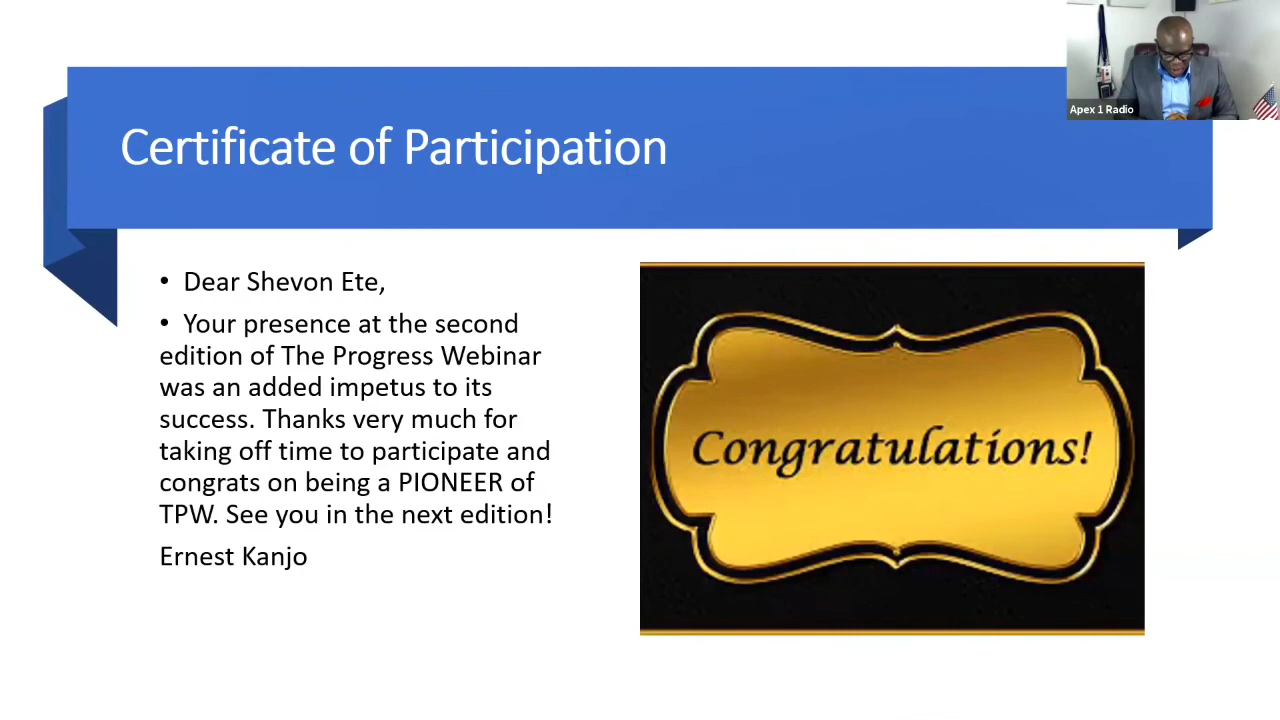 Apex 1 Radio
Certificate of Participation
• Dear Shevon Ete,
• Your presence at the second
edition of The Progress Webinar
was an added impetus to its
success. Thanks very much for
taking off time to participate and
congrats on being a PIONEER of
TPW. See you in the next edition!
Ernest Kanjo
Congratulations!